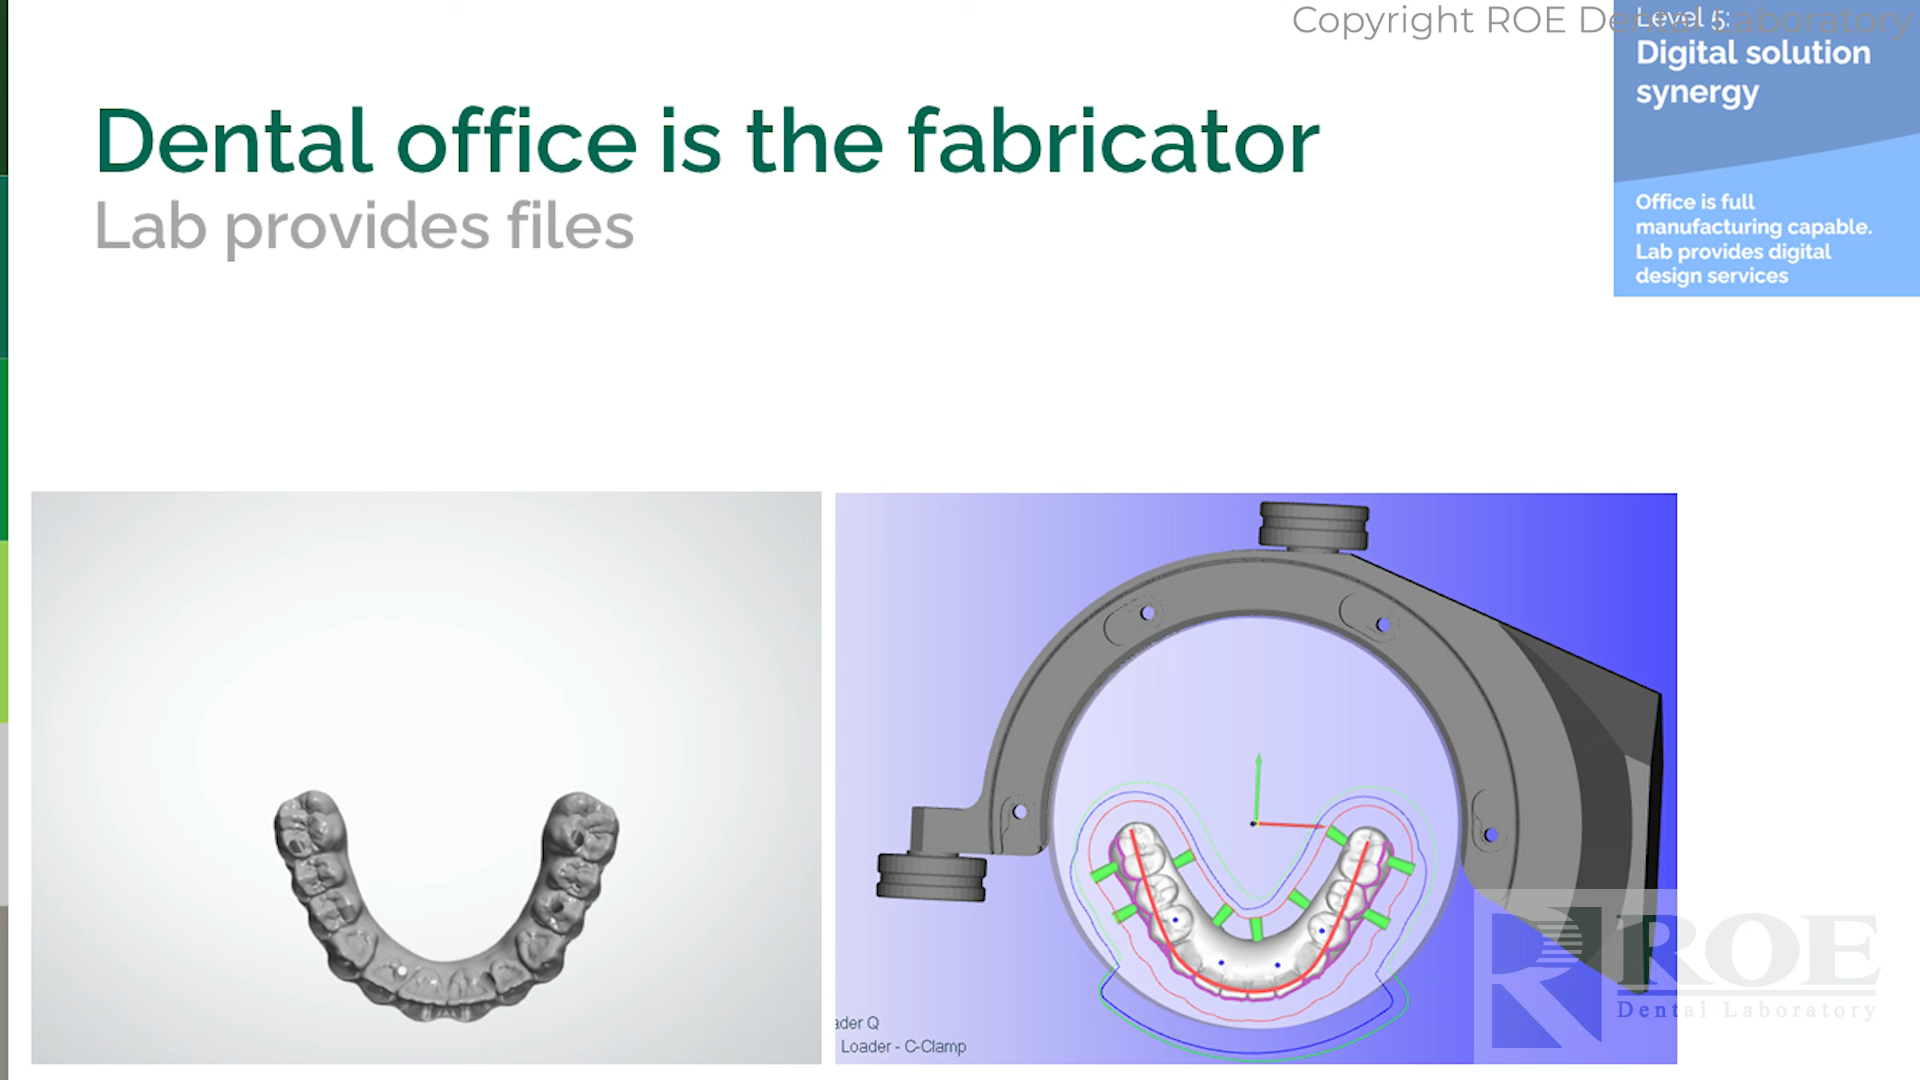 Copyright ROE Dental Laboratory
Level 5:
Digital solution
synergy
Dental office is the fabricator
Lab provides files
Office is full
manufacturing capable.
Lab provides digital
design services
ader Q
Loader - C-Clamp
ROE
Dental Laboratory